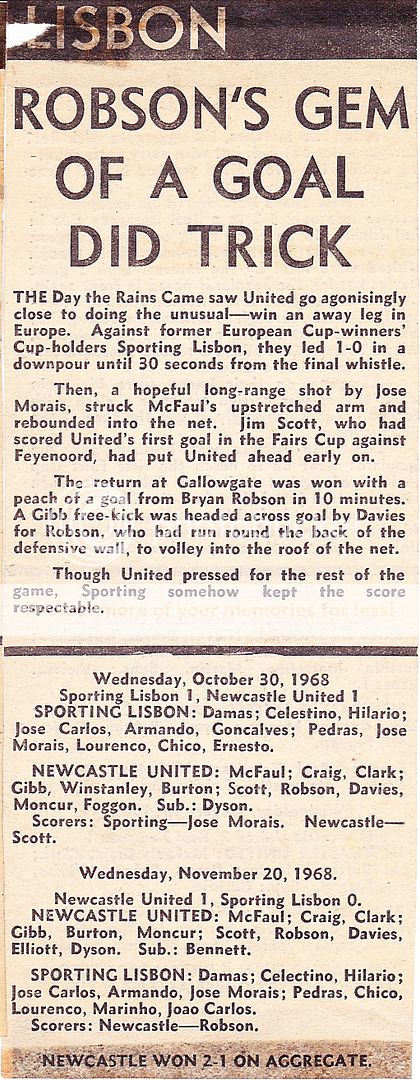 LISBON
ROBSON'S GEM
OF A GOAL
DID TRICK
THE Day the Rains Came saw United go agonisingly
close to doing the unusual—win an away leg in
Europe. Against former European Cup-winners'
Cup-holders Sporting Lisbon, they led 1-0 in a
downpour until 30 seconds from the final whistle.
Then, a hopeful long-range shot by Jose
Morais, struck McFaul's upstretched arm and
rebounded into the net. Jim Scott, who had
scored United's first goal in the Fairs Cup against
Feyenoord, had put United ahead early on.
The return at Gallowgate was won with a
peach of a goal from Bryan Robson in 10 minutes.
A Gibb free-kick was headed across goal by Davies
for Robson, who had run round the back of the
defensive wall, to volley into the roof of the net.
Though United pressed for the rest of the
game, Sporting somehow kept the score
respectable. more of your memories for less!
Wednesday, October 30, 1968
Sporting Lisbon 1, Newcastle United 1
SPORTING LISBON: Damas; Celestino, Hilario;
Jose Carlos, Armando, Goncalves; Pedras, Jose
Morais, Lourenco, Chico, Ernesto.
NEWCASTLE UNITED: McFaul; Craig, Clark;
Gibb, Winstanley, Burton; Scott, Robson, Davies,
Moncur, Foggon. Sub.: Dyson.
Scorers: Sporting—Jose Morais. Newcastle—
Scott.
Wednesday, November 20, 1968.
Newcastle United 1, Sporting Lisbon 0.
NEWCASTLE UNITED: McFaul; Craig, Clark;
Gibb, Burton, Moncur; Scott, Robson, Davies,
Elliott, Dyson. Sub.: Bennett.
SPORTING LISBON: Damas; Celectino, Hilario;
Jose Carlos, Armando, Jose Morais; Pedras, Chico,
Lourenco, Marinho, Joao Carlos.
Scorers: Newcastle—Robson.
NEWCASTLE WON 2-1 ON AGGREGATE.